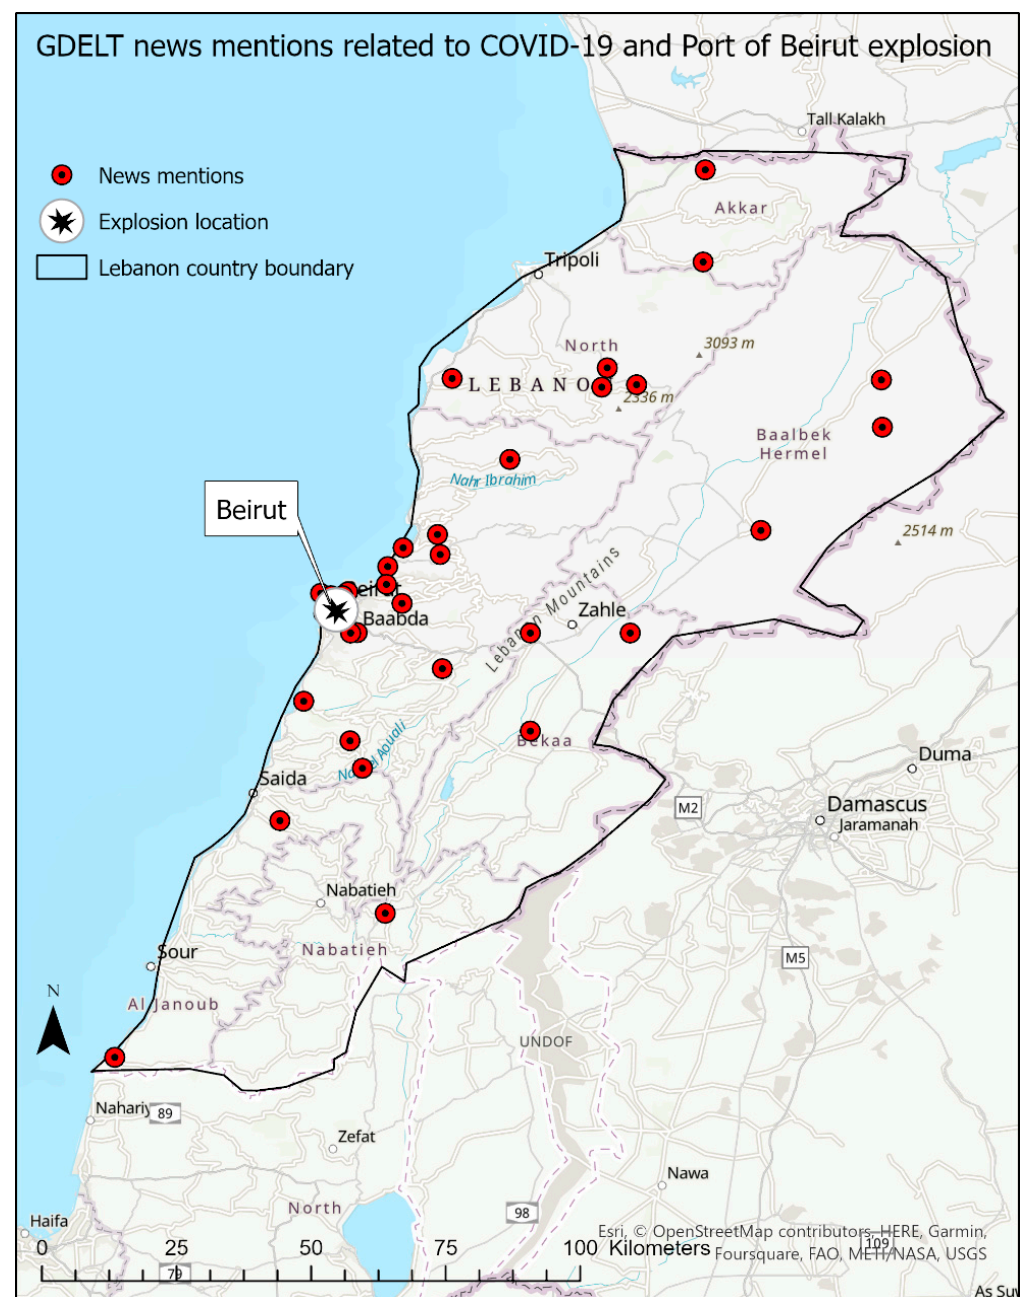 GDELT news mentions related to COVID-19 and Port of Beirut explosion
Tall Kalakh
News mentions
Explosion location
Lebanon country boundary
Akkar
Tripoli
North
3093 m
LEBANO
2336 m
Baalbek
Hermel
Nahr Ibrahim
Beirut
2514 m
Lebanon Mountains
Zahle
Baabda
Bekaa
Saida
Duma
M2
Damascus
Jaramanah
Nabatieh
Nabatieh
Sour
M5
Al Janoub
N
UNDOF
Nahariy
89
Zefat
Nawa
North
98
Haifa
Esri, © OpenStreetMap contributors, HERE, Garmin,
Foursquare, FAO, METI/NASA, USGS
109
0 25 50 75 100 Kilometers
79